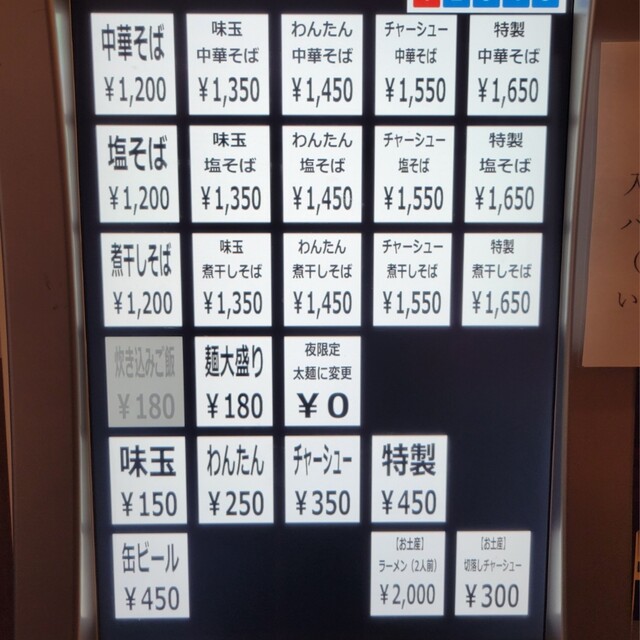 中華そば
¥1,200
味玉
中華そば
¥1,350
わんたん
中華そば
¥1,450
チャーシュー
中華そば
¥1,550
特製
中華そば
¥1,650
塩そば
¥1,200
味玉
塩そば
¥1,350
わんたん
塩そば
¥1,450
チャーシュー
塩そば
¥1,550
特製
塩そば
¥1,650
煮干しそば
¥1,200
味玉
煮干しそば
¥1,350
わんたん
煮干しそば
¥1,450
チャーシュー
煮干しそば
¥1,550
特製
煮干しそば
¥1,650
炊き込みご飯
¥180
麺大盛り
¥180
夜限定
太麺に変更
¥0
味玉
¥150
わんたん
¥250
チャーシュー
¥350
特製
¥450
缶ビール
¥450
【お土産】
ラーメン(2人前)
¥2,000
【お土産】
切落しチャーシュー
¥300